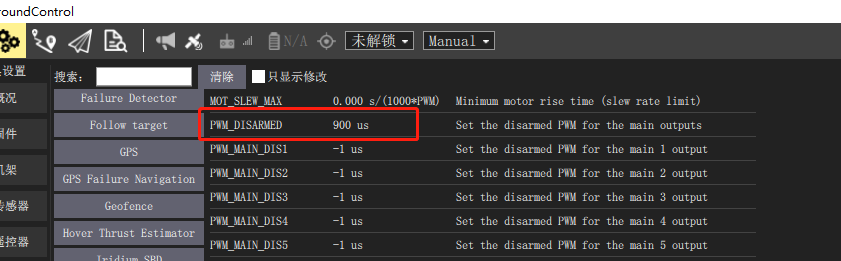 roundControl
N/A 未解锁 Manual
设置
搜索： 清除 只显示修改
概况
Failure Detector
MOT_SLEW_MAX 0.000 s/(1000*PWM) Minimum motor rise time (slew rate limit)
Follow target
PWM_DISARMED 900 us Set the disarmed PWM for the main outputs
固件
GPS
PWM_MAIN_DIS1 -1 us Set the disarmed PWM for the main 1 output
机架
GPS Failure Navigation
PWM_MAIN_DIS2 -1 us Set the disarmed PWM for the main 2 output
传感器
Geofence
PWM_MAIN_DIS3 -1 us Set the disarmed PWM for the main 3 output
遥控器
Hover Thrust Estimator
PWM_MAIN_DIS4 -1 us Set the disarmed PWM for the main 4 output
PWM_MAIN_DIS5 -1 us Set the disarmed PWM for the main 5 output
Iridium SBD